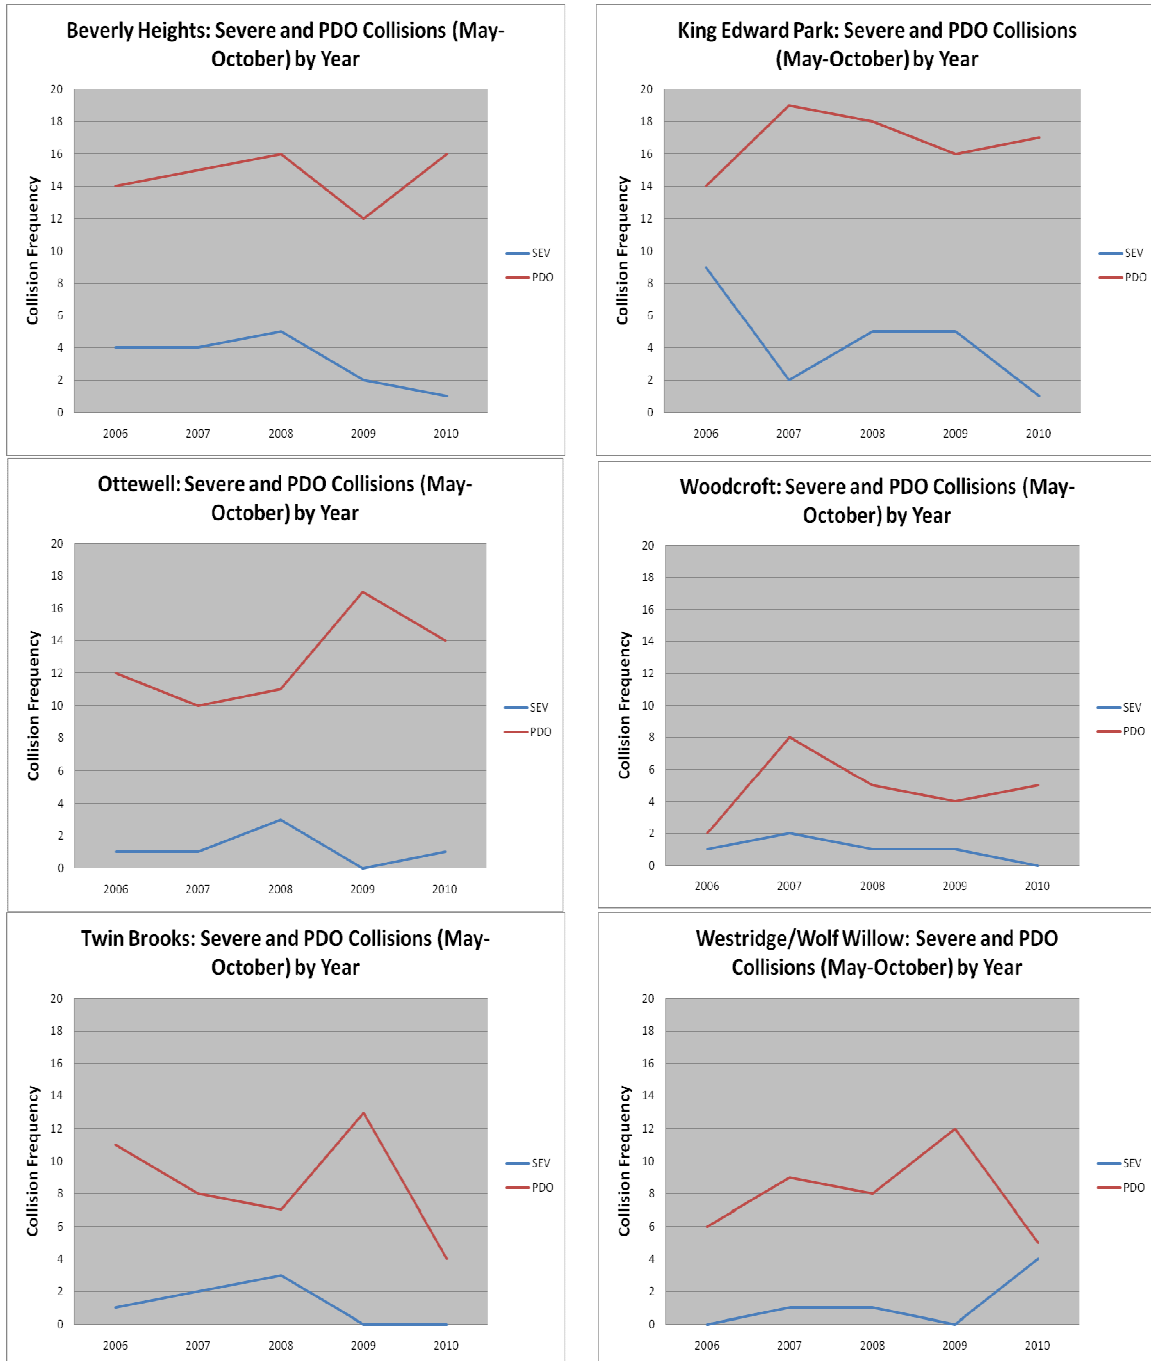 Beverly Heights: Severe and PDO Collisions (May-
October) by Year
20
18
16
14
12
10
8
6
4
2
0
Collision Frequency
2006 2007 2008 2009 2010
SEV
PDO
King Edward Park: Severe and PDO Collisions
(May-October) by Year
20
18
16
14
12
10
8
6
4
2
0
Collision Frequency
2006 2007 2008 2009 2010
SEV
PDO
Ottewell: Severe and PDO Collisions (May-
October) by Year
20
18
16
14
12
10
8
6
4
2
0
Collision Frequency
2006 2007 2008 2009 2010
SEV
PDO
Woodcroft: Severe and PDO Collisions (May-
October) by Year
20
18
16
14
12
10
8
6
4
2
0
Collision Frequency
2006 2007 2008 2009 2010
SEV
PDO
Twin Brooks: Severe and PDO Collisions (May-
October) by Year
20
18
16
14
12
10
8
6
4
2
0
Collision Frequency
2006 2007 2008 2009 2010
SEV
PDO
Westridge/Wolf Willow: Severe and PDO
Collisions (May-October) by Year
20
18
16
14
12
10
8
6
4
2
0
Collision Frequency
2006 2007 2008 2009 2010
SEV
PDO